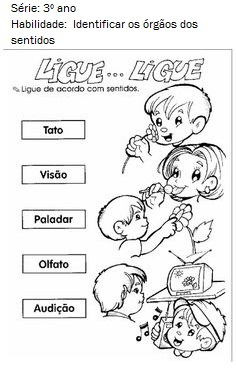 Série: 3º ano
Habilidade: Identificar os órgãos dos
sentidos
LIGUE... LIGUE
Ligue de acordo com sentidos.
Tato
Visão
Paladar
Olfato
Audição